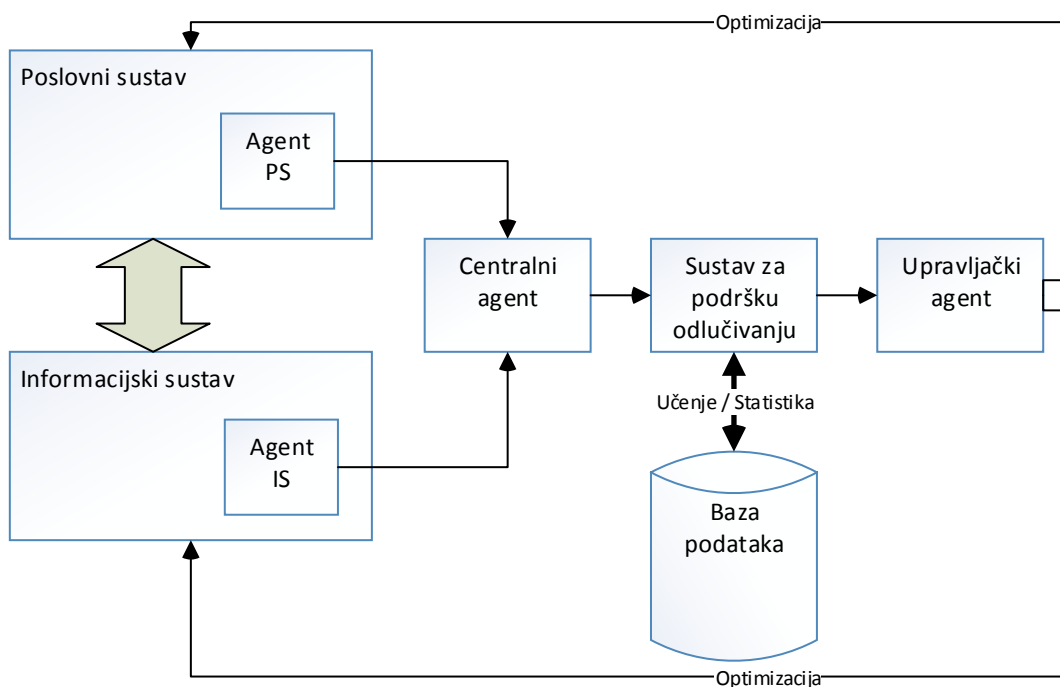 Optimizacija
Poslovni sustav
Agent
PS
Centralni
agent
Sustav za
podršku
odlučivanju
Upravljački
agent
Informacijski sustav
Agent
IS
Učenje / Statistika
Baza
podataka
Optimizacija